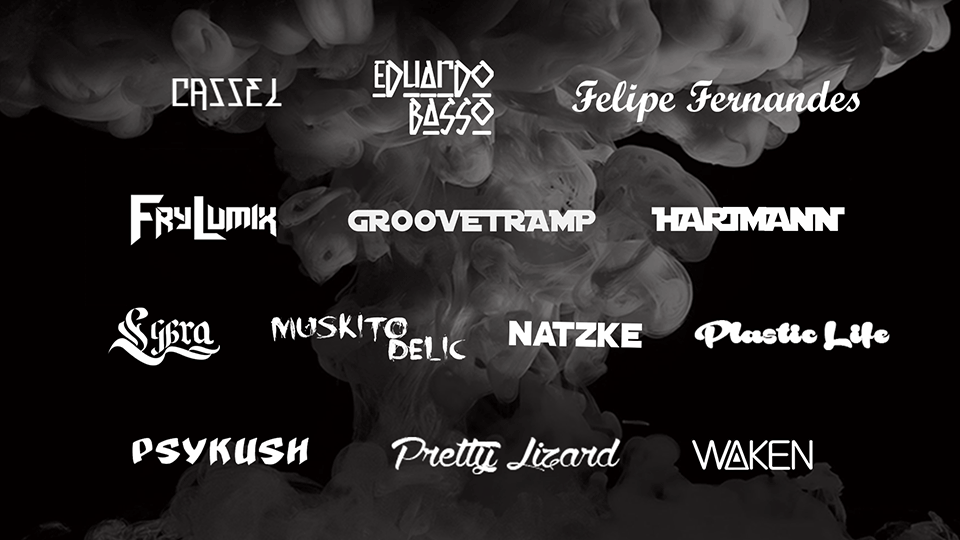 CASSEL
EDUARDO
BASSO
Felipe Fernandes
FRYLUMIX
GROOVETRAMP
HARTMANN
MUSKITO
DELIC
NATZKE
Plastic Life
PSYKUSH
Pretty Lizard
WAKEN